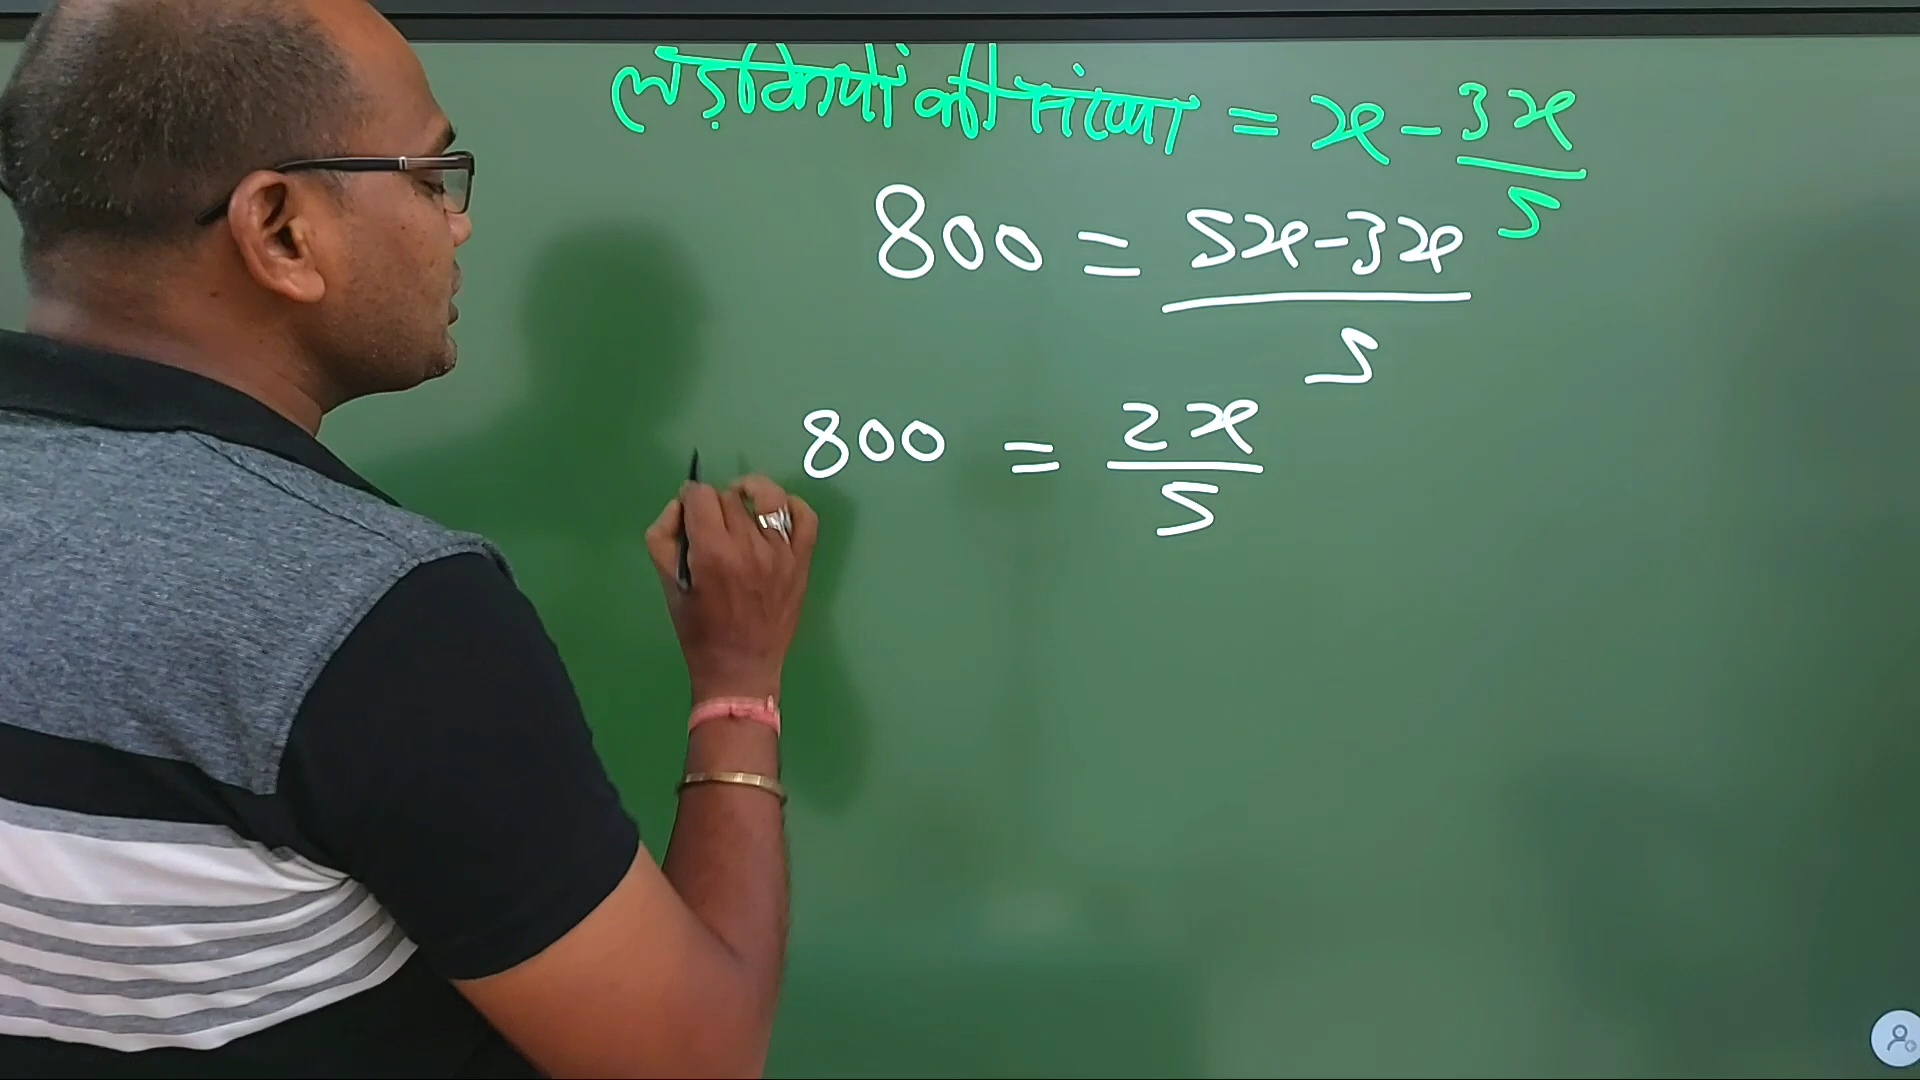 लड़कियों की संख्या = x - 3x/5
800 = 5x-3x/5
800 = 2x/5